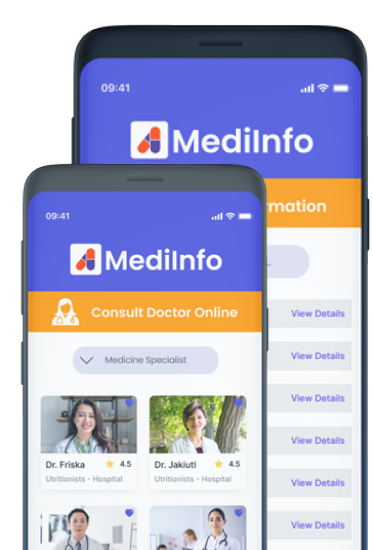 09:41
MediInfo
rmation
View Details
View Details
View Details
View Details
View Details
View Details
09:41
MediInfo
Consult Doctor Online
Medicine Specialist
Dr. Friska 4.5
Utritionists - Hospital
Dr. Jakiutl 4.5
Utritionists - Hospital